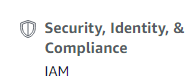 Security, Identity, &
Compliance
IAM